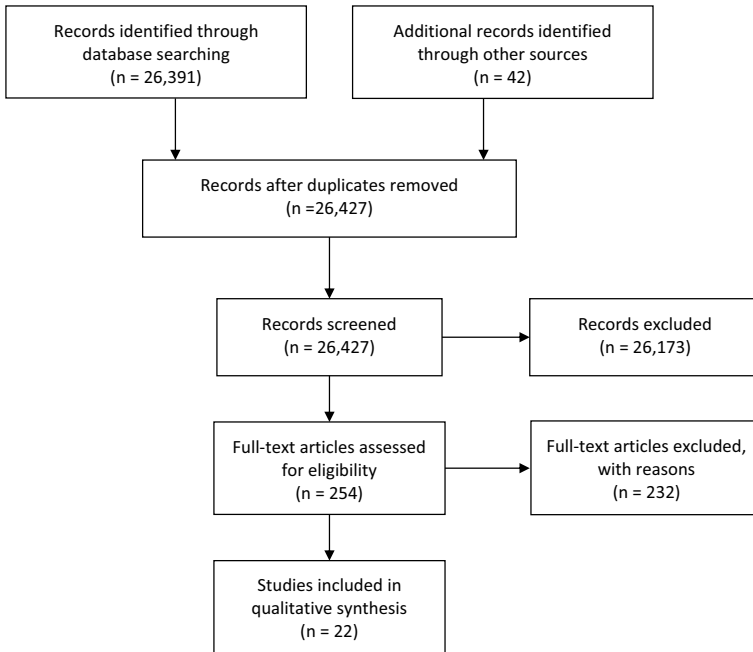 Records identified through
database searching
(n = 26,391)
Additional records identified
through other sources
(n = 42)
Records after duplicates removed
(n =26,427)
Records screened
(n = 26,427)
Records excluded
(n = 26,173)
Full-text articles assessed
for eligibility
(n = 254)
Full-text articles excluded,
with reasons
(n = 232)
Studies included in
qualitative synthesis
(n = 22)